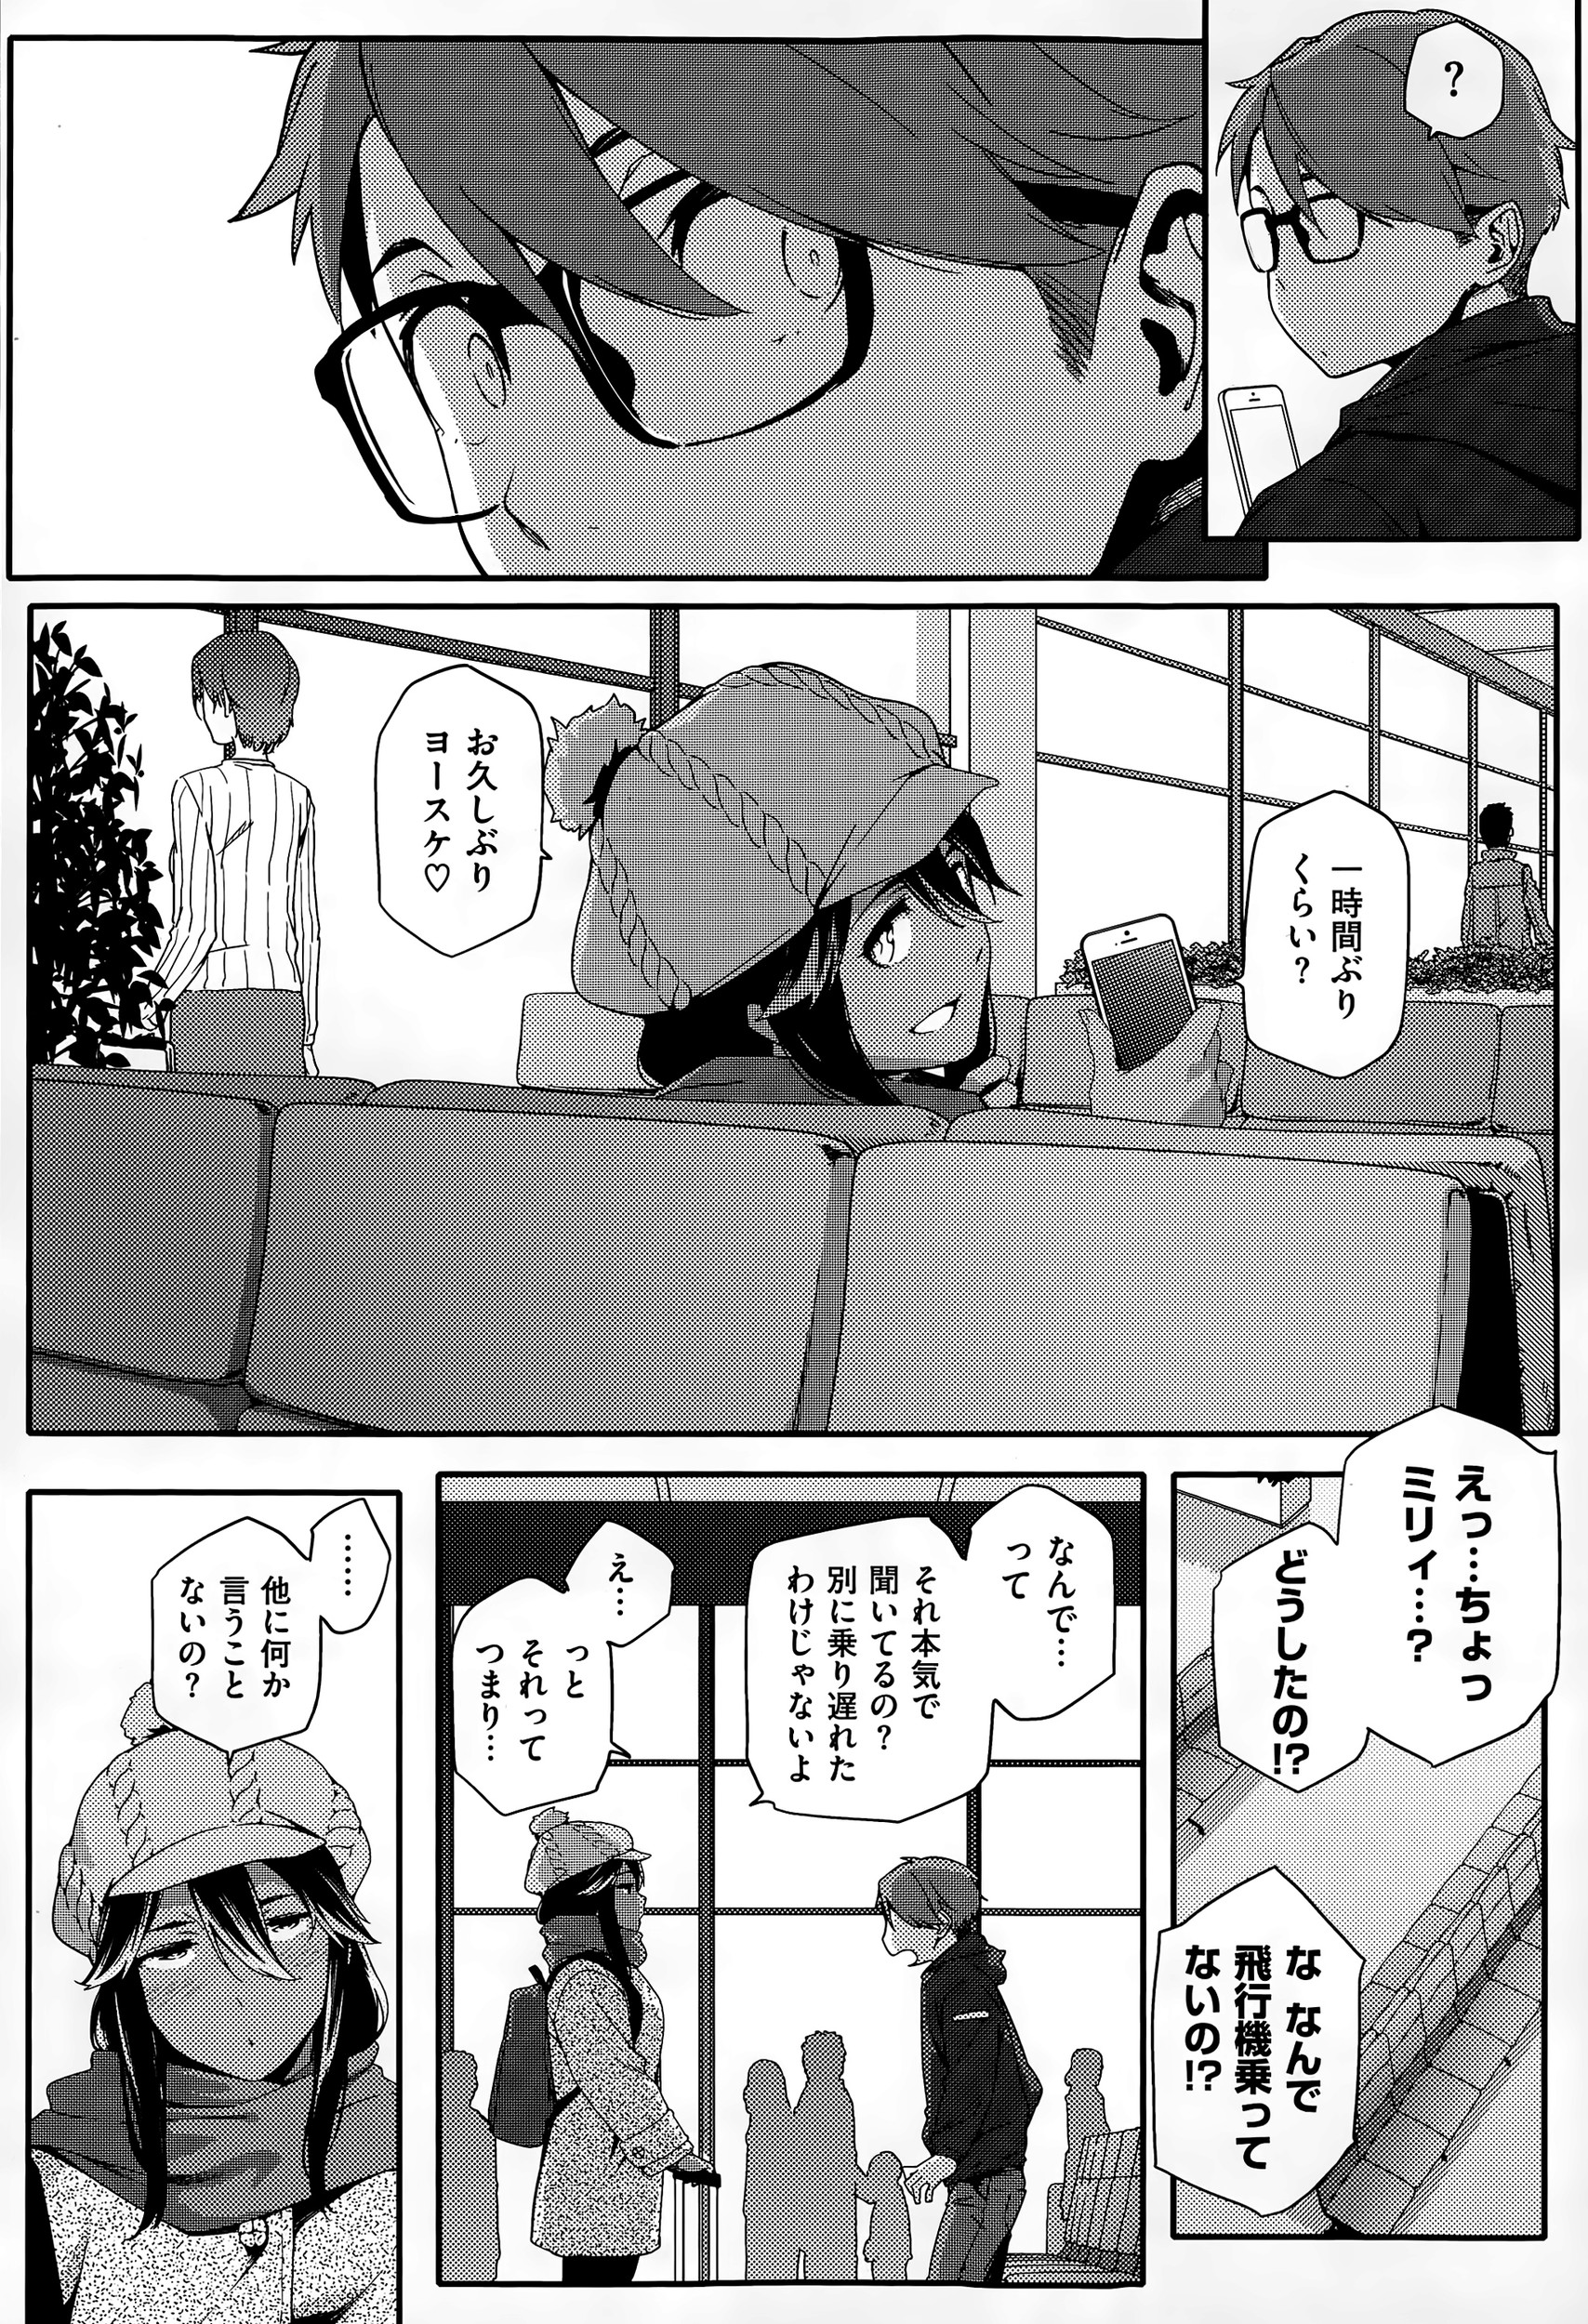 ?
一時間ぶり
くらい?
お久しぶり
ヨースケ♡
えっ…ちょっ
ミリィ…?
どうしたの!?
な なんで
飛行機乗って
ないの!?
なんで…
って
それ本気で
聞いてるの?
別に乗り遅れた
わけじゃないよ
え…
っと
それって
つまり…
……
他に何か
言うこと
ないの?